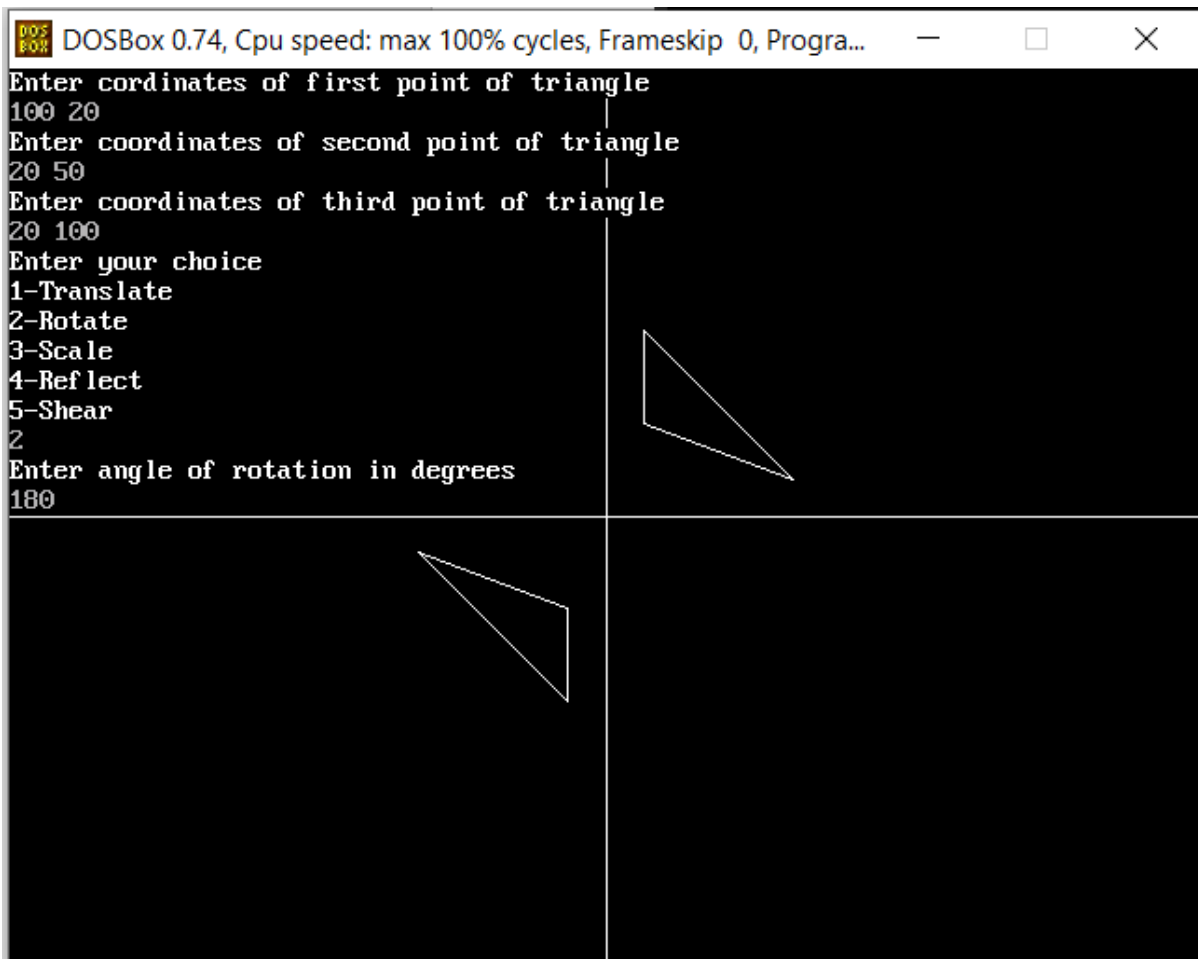 DOS BOX DOSBox 0.74, Cpu speed: max 100% cycles, Frameskip 0, Progra...
Enter cordinates of first point of triangle
100 20
Enter coordinates of second point of triangle
20 50
Enter coordinates of third point of triangle
20 100
Enter your choice
1-Translate
2-Rotate
3-Scale
4-Reflect
5-Shear
2
Enter angle of rotation in degrees
180